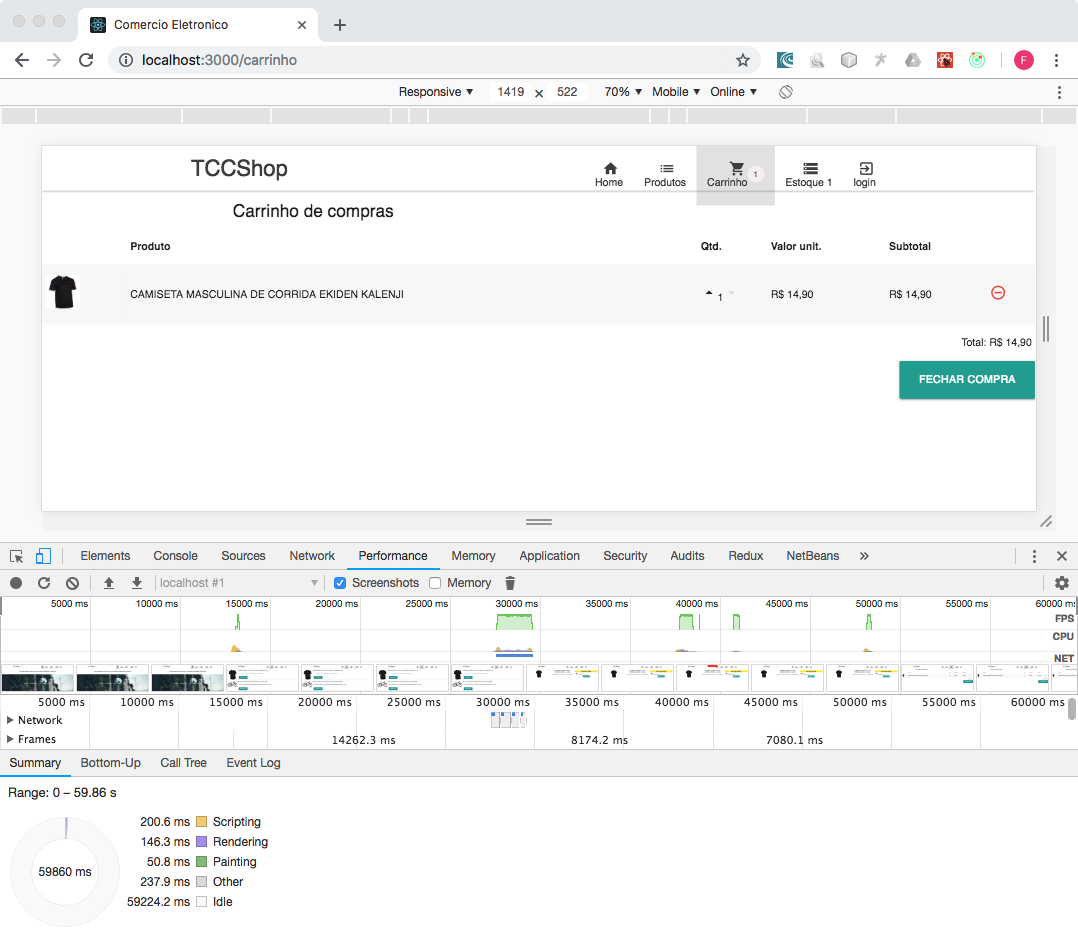 Comercio Eletronico
localhost:3000/carrinho
F
Responsive 1419 522 70% Mobile Online
TCCShop
Home Produtos Carrinho 1 Estoque 1 login
Carrinho de compras
Produto Qtd. Valor unit. Subtotal
CAMISETA MASCULINA DE CORRIDA EKIDEN KALENJI 1 R$ 14,90 R$ 14,90
Total: R$ 14,90
FECHAR COMPRA
Elements Console Sources Network Performance Memory Application Security Audits Redux NetBeans
localhost #1 Screenshots Memory
5000 ms 10000 ms 15000 ms 20000 ms 25000 ms 30000 ms 35000 ms 40000 ms 45000 ms 50000 ms 55000 ms 60000 ms
FPS
CPU
NET
5000 ms 10000 ms 15000 ms 20000 ms 25000 ms 30000 ms 35000 ms 40000 ms 45000 ms 50000 ms 55000 ms 60000 ms
Network
Frames 14262.3 ms 8174.2 ms 7080.1 ms
Summary Bottom-Up Call Tree Event Log
Range: 0 – 59.86 s
200.6 ms Scripting
146.3 ms Rendering
50.8 ms Painting
59860 ms
237.9 ms Other
59224.2 ms Idle